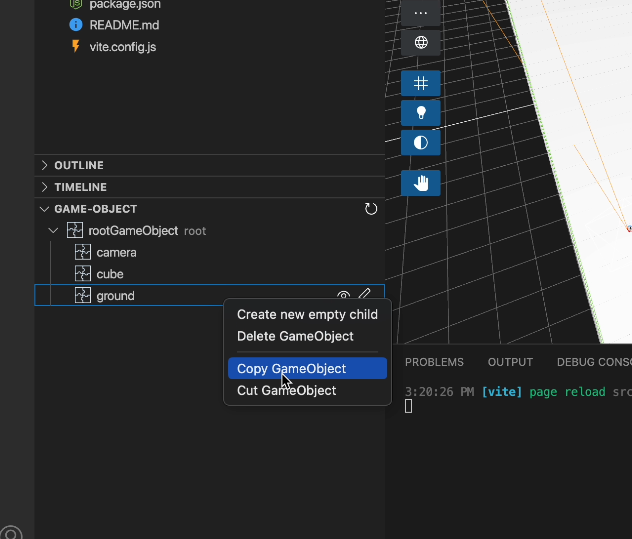 package.json
README.md
vite.config.js
OUTLINE
TIMELINE
GAME-OBJECT
rootGameObject root
camera
cube
ground
Create new empty child
Delete GameObject
Copy GameObject
Cut GameObject
PROBLEMS OUTPUT DEBUG CONSO
3:20:26 PM [vite] page reload src